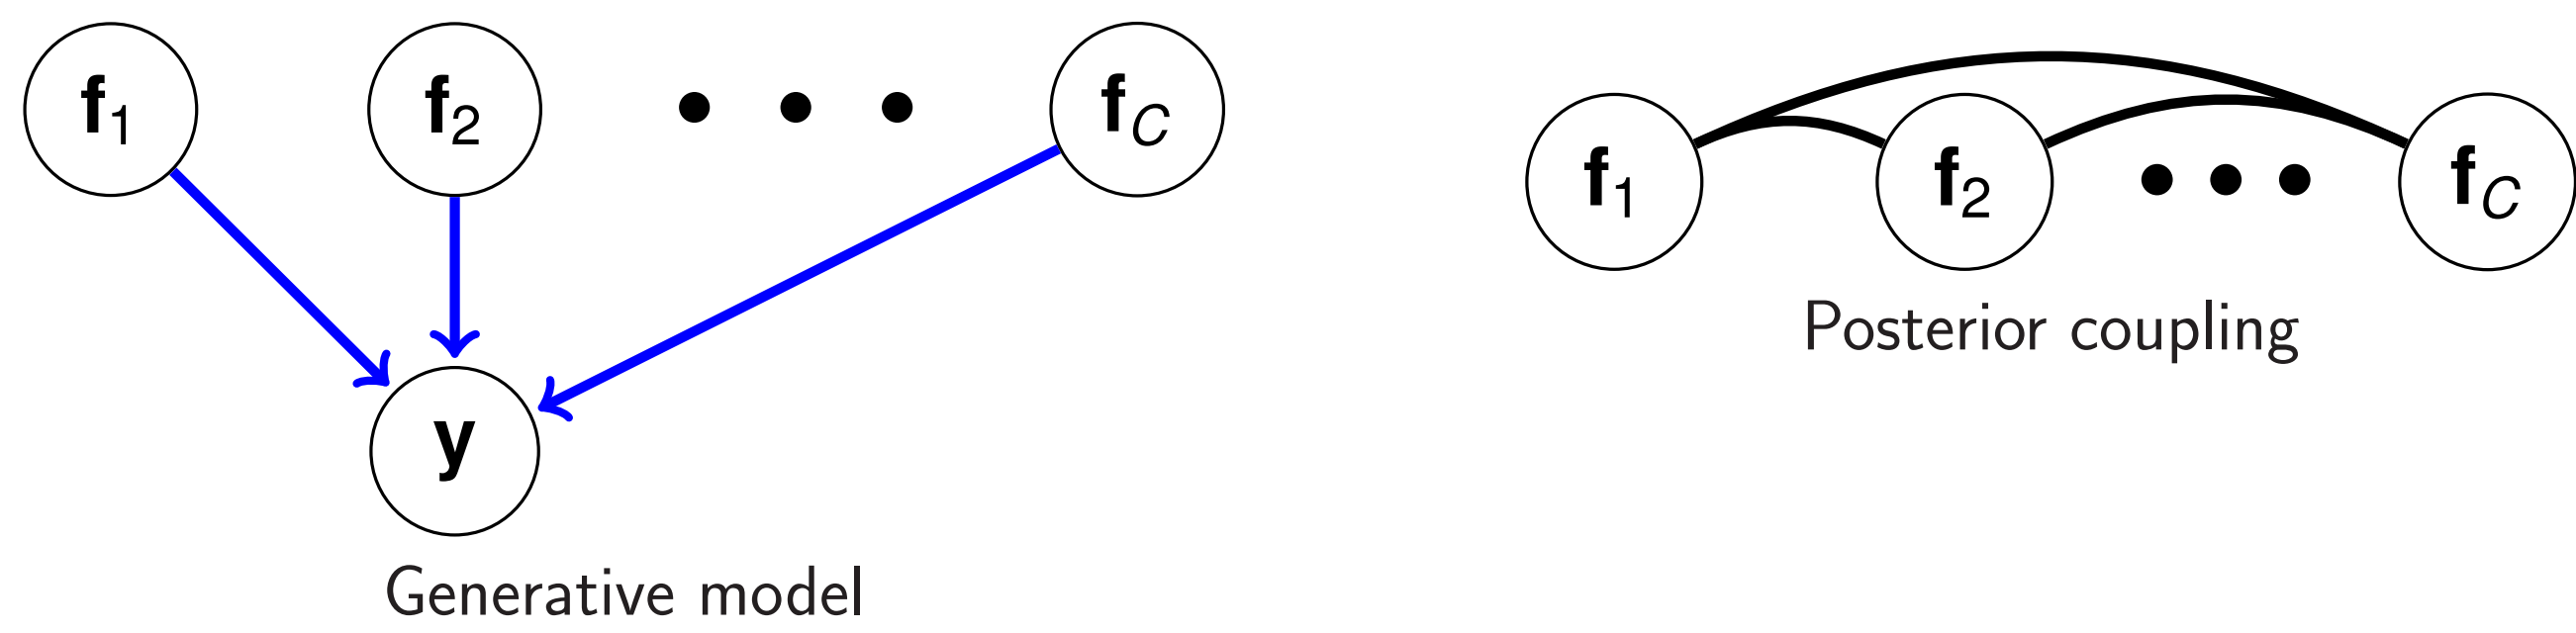 f1 f2 • • • fC
y
Generative model
f1 f2 • • • fC
Posterior coupling